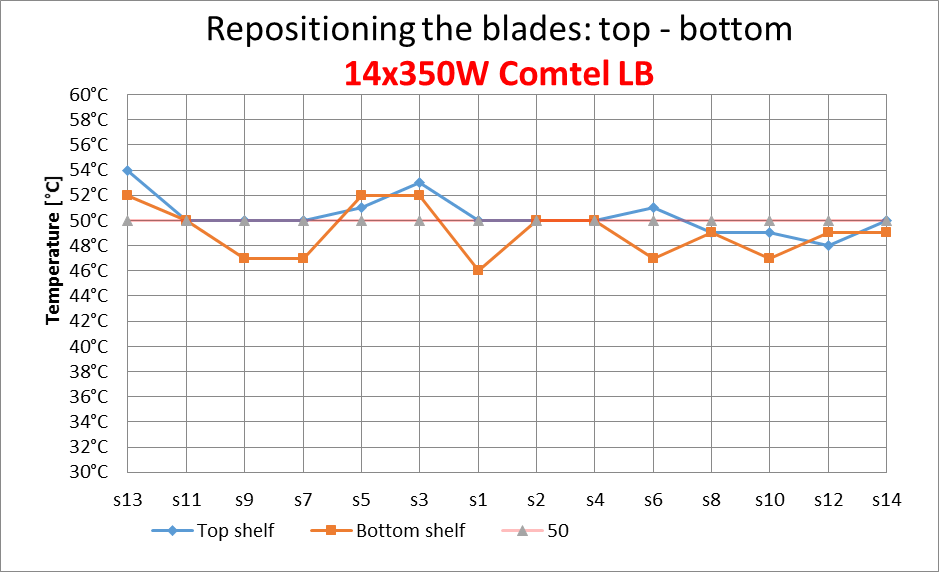 Repositioning the blades: top - bottom
14x350W Comtel LB
60°C
58°C
56°C
54°C
52°C
50°C
48°C
46°C
44°C
42°C
40°C
38°C
36°C
34°C
32°C
30°C
Temperature [°C]
s13 s11 s9 s7 s5 s3 s1 s2 s4 s6 s8 s10 s12 s14
Top shelf Bottom shelf 50